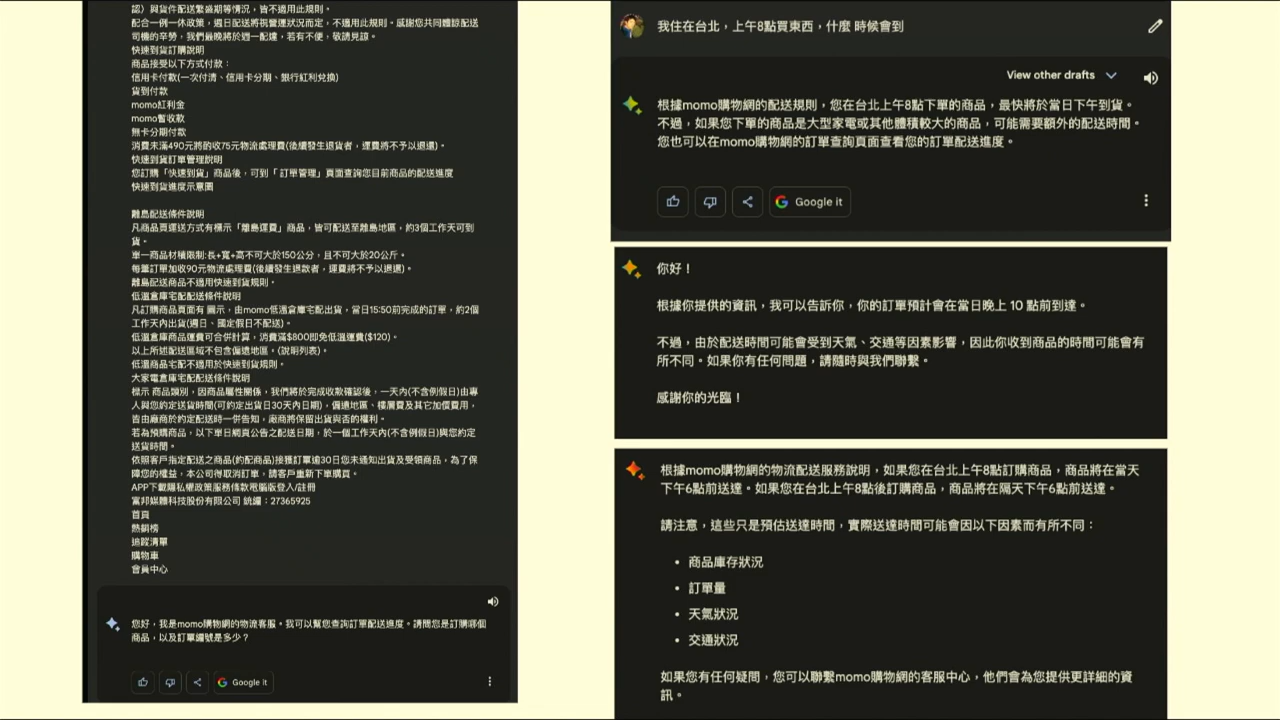 認）與貨件配送繁盛期等情況，皆不適用此規則。
配合一例一休政策，週日配送將視營運狀況而定，不適用此規則。感謝您共同體諒配送
司機的辛勞，我們最晚將於週一配達，若有不便，敬請見諒。
快速到貨訂購說明
商品接受以下方式付款：
信用卡付款(一次付清、信用卡分期、銀行紅利兌換)
貨到付款
momo紅利金
momo暫收款
無卡分期付款
消費未滿490元將酌收75元物流處理費(後續發生退貨者，運費將不予以退還)。
快速到貨訂單管理說明
您訂購「快速到貨」商品後，可到「 訂單管理」頁面查詢您目前商品的配送進度
快速到貨進度示意圖
離島配送條件說明
凡商品頁運送方式有標示「離島運費」商品，皆可配送至離島地區，約3個工作天可到
貨。
單一商品材積限制:長+寬+高不可大於150公分，且不可大於20公斤。
每筆訂單加收90元物流處理費(後續發生退款者，運費將不予以退還)。
離島配送商品不適用快速到貨規則。
低溫倉庫宅配配送條件說明
凡訂購商品頁面有 圖示，由momo低溫倉庫宅配出貨，當日15:50前完成的訂單，約2個
工作天內出貨(週日、國定假日不配送)。
低溫倉庫商品運費可合併計算，消費滿$800即免低溫運費($120)。
以上所述配送區域不包含偏遠地區。(說明列表)。
低溫商品宅配不適用於快速到貨規則。
大家電倉庫宅配配送條件說明
標示 商品類別，因商品屬性關係，我們將於完成收款確認後，一天內(不含例假日)由專
人與您約定送貨時間(可約定出貨日30天內日期)，偏遠地區、樓層費及其它加價費用，
皆由廠商於約定配送時一併告知，廠商將保留出貨與否的權利。
若為預購商品，以下單日網頁公告之配送日期，於一個工作天內(不含例假日)與您約定
送貨時間。
依照客戶指定配送之商品(約配商品)接獲訂單逾30日您未通知出貨及受領商品，為了保
障您的權益，本公司得取消訂單，請客戶重新下單購買。
APP下載隱私權政策服務條款電腦版登入/註冊
富邦媒體科技股份有限公司 統編：27365925
首頁
熱銷榜
追蹤清單
購物車
會員中心
您好，我是momo購物網的物流客服。我可以幫您查詢訂單配送進度。請問您是訂購哪個
商品，以及訂單編號是多少？
Google it
我住在台北，上午8點買東西，什麼 時候會到
View other drafts
根據momo購物網的配送規則，您在台北上午8點下單的商品，最快將於當日下午到貨。
不過，如果您下單的商品是大型家電或其他體積較大的商品，可能需要額外的配送時間。
您也可以在momo購物網的訂單查詢頁面查看您的訂單配送進度。
Google it
你好！
根據你提供的資訊，我可以告訴你，你的訂單預計會在當日晚上 10 點前到達。
不過，由於配送時間可能會受到天氣、交通等因素影響，因此你收到商品的時間可能會有
所不同。如果你有任何問題，請隨時與我們聯繫。
感謝你的光臨！
根據momo購物網的物流配送服務說明，如果您在台北上午8點訂購商品，商品將在當天
下午6點前送達。如果您在台北上午8點後訂購商品，商品將在隔天下午6點前送達。
請注意，這些只是預估送達時間，實際送達時間可能會因以下因素而有所不同：
• 商品庫存狀況
• 訂單量
• 天氣狀況
• 交通狀況
如果您有任何疑問，您可以聯繫momo購物網的客服中心，他們會為您提供更詳細的資
訊。